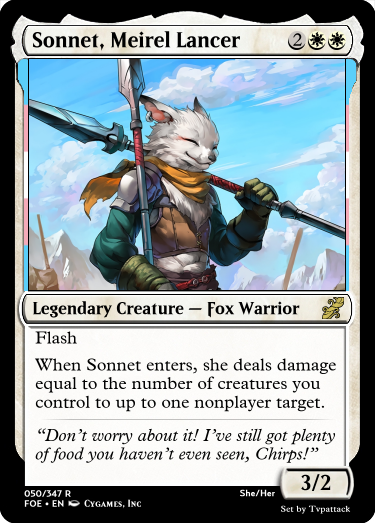 Sonnet, Meirel Lancer 2
Legendary Creature — Fox Warrior
Flash
When Sonnet enters, she deals damage
equal to the number of creatures you
control to up to one nonplayer target.
“Don’t worry about it! I’ve still got plenty
of food you haven’t even seen, Chirps!”
3/2
050/347 R She/Her
FOE • EN Cygames, Inc Set by Tvpattack